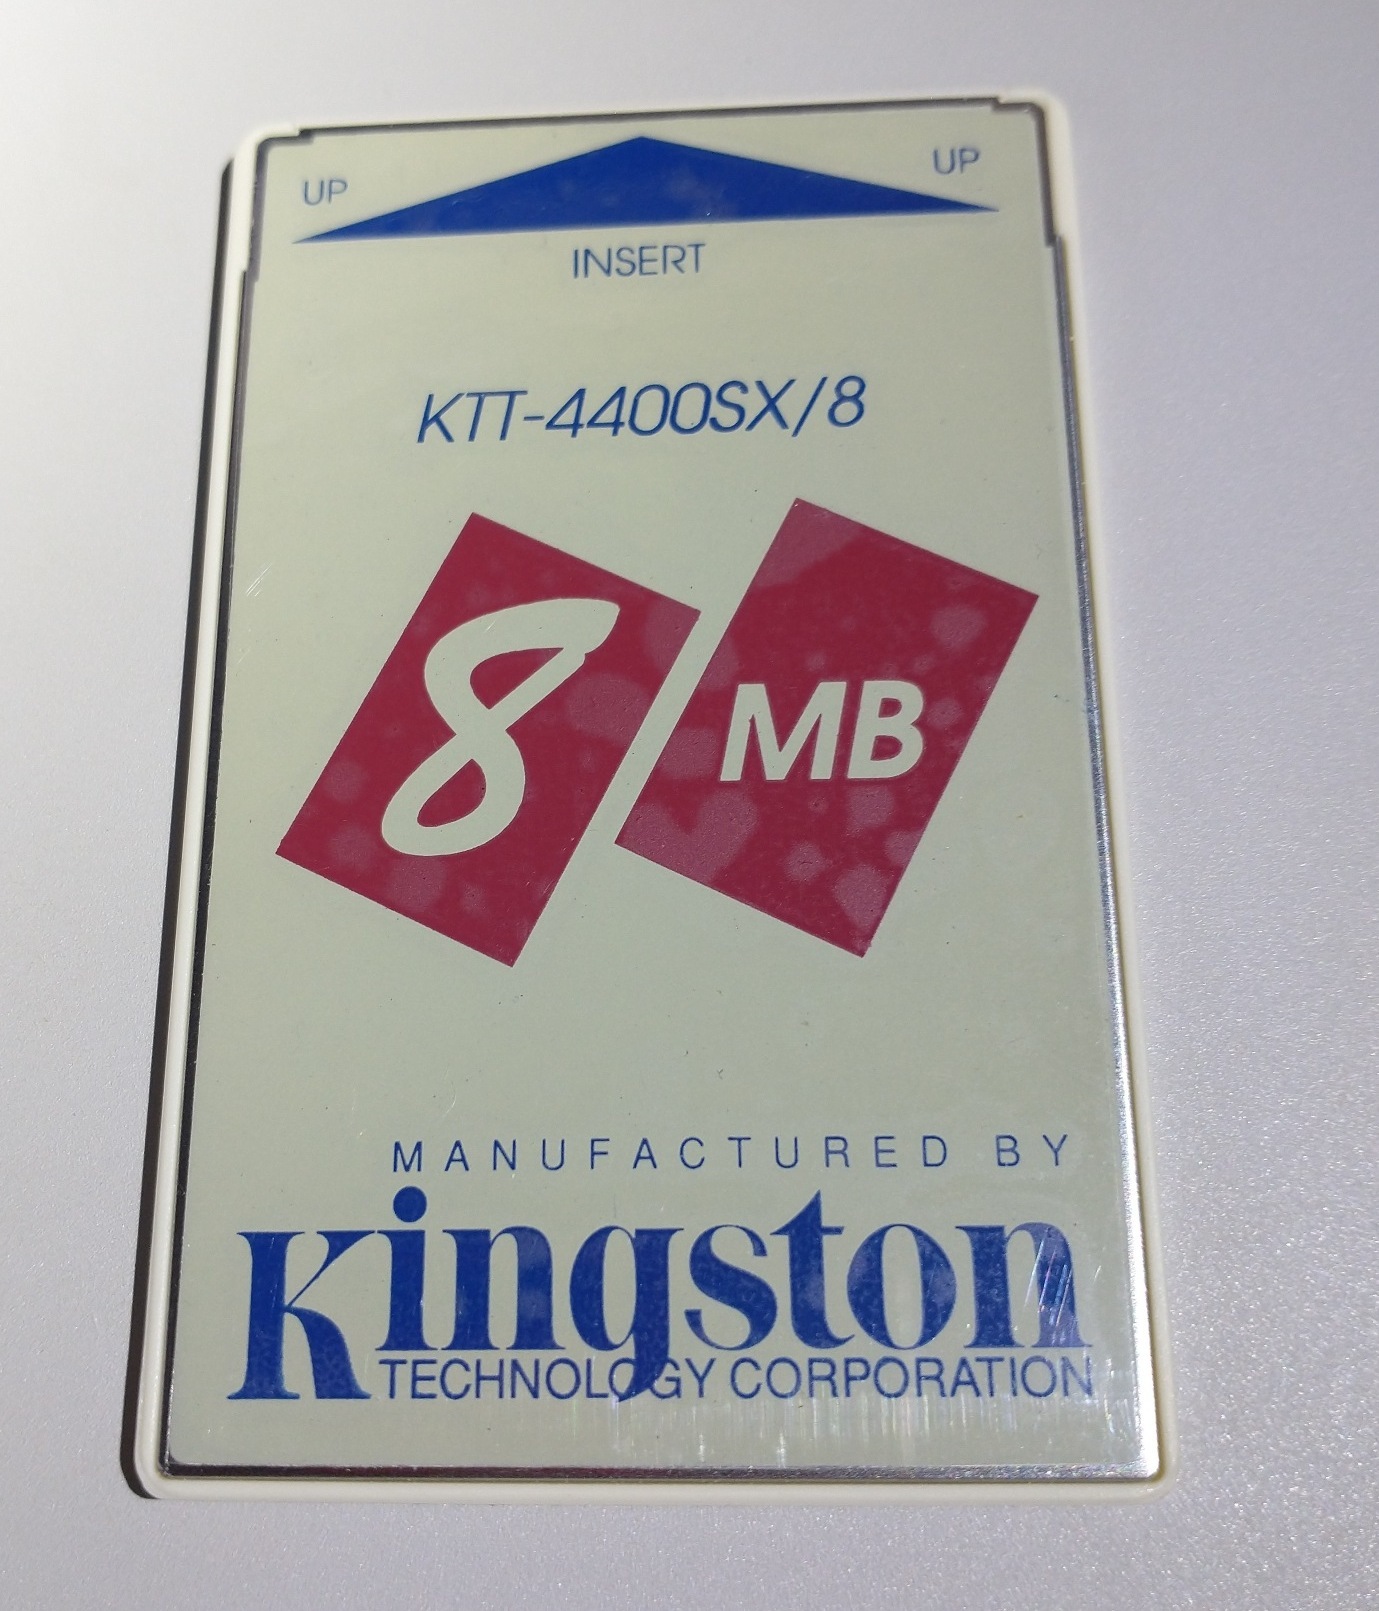 UP UP
INSERT
KTT-4400SX/8
8 MB
MANUFACTURED BY
Kingston
TECHNOLOGY CORPORATION